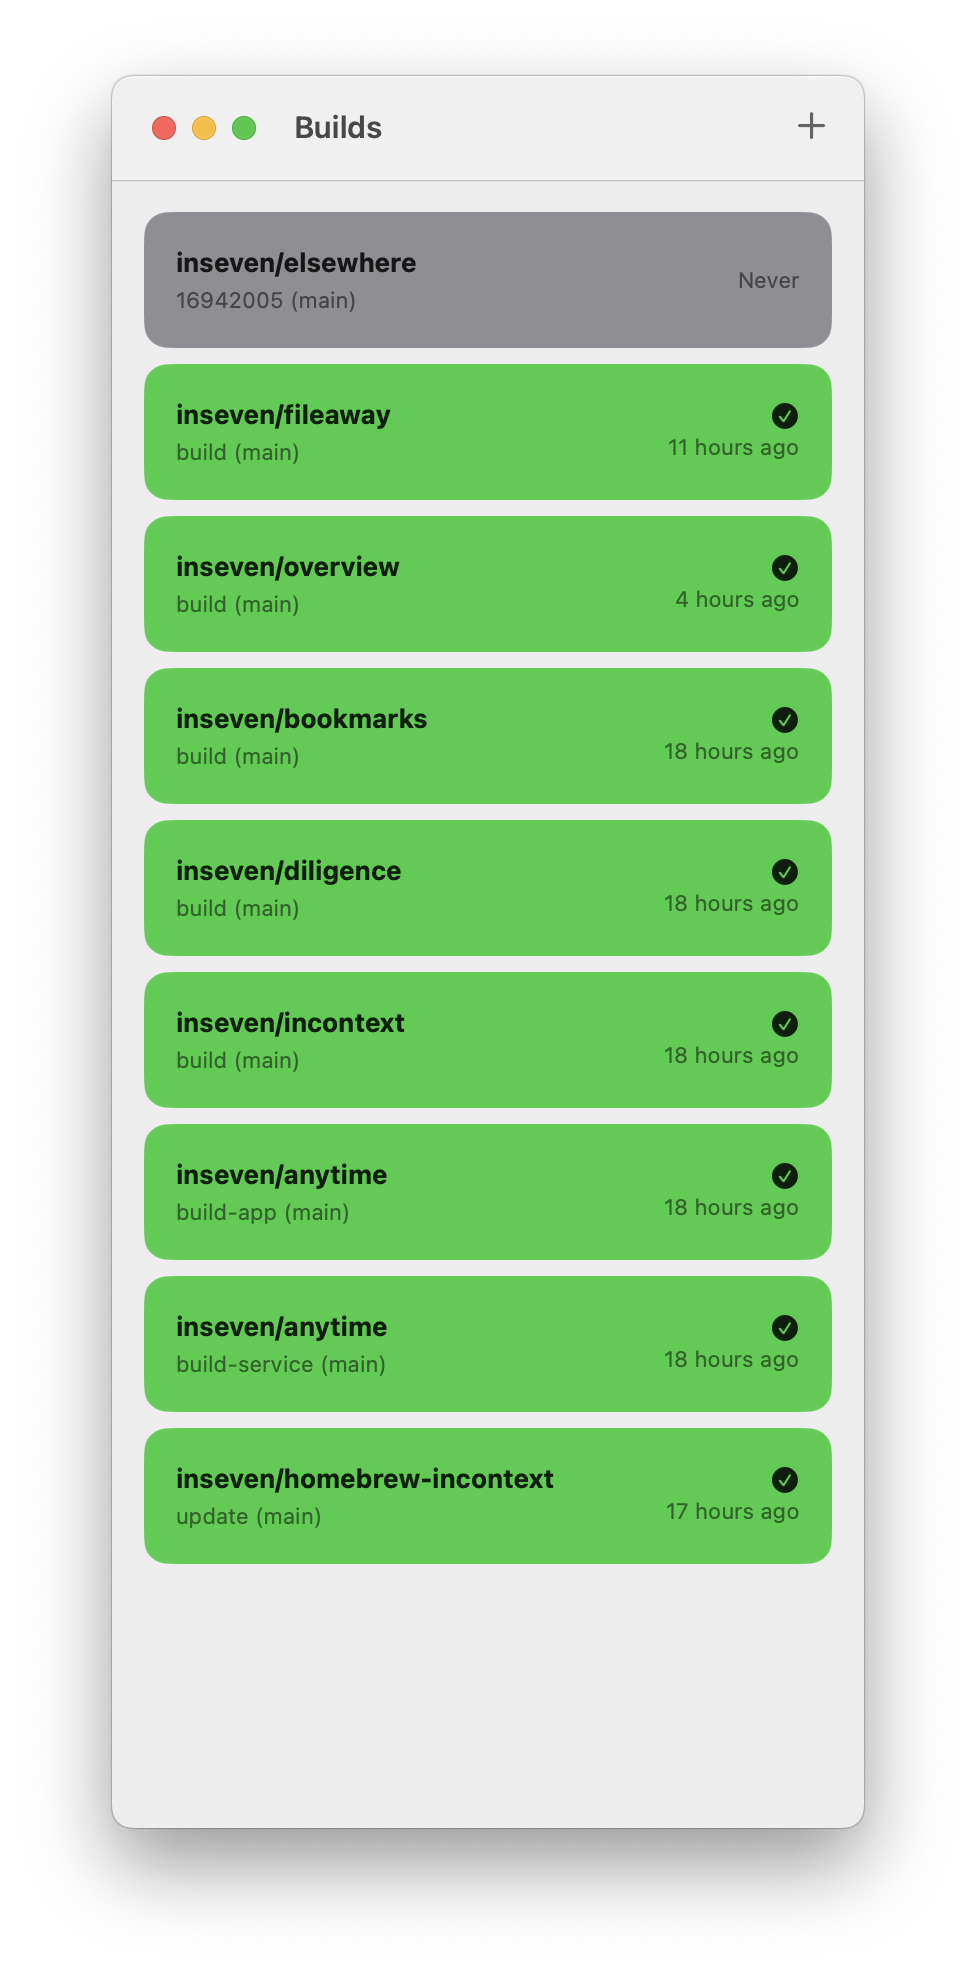 Builds
inseven/elsewhere
16942005 (main)
Never
inseven/fileaway
build (main)
11 hours ago
inseven/overview
build (main)
4 hours ago
inseven/bookmarks
build (main)
18 hours ago
inseven/diligence
build (main)
18 hours ago
inseven/incontext
build (main)
18 hours ago
inseven/anytime
build-app (main)
18 hours ago
inseven/anytime
build-service (main)
18 hours ago
inseven/homebrew-incontext
update (main)
17 hours ago